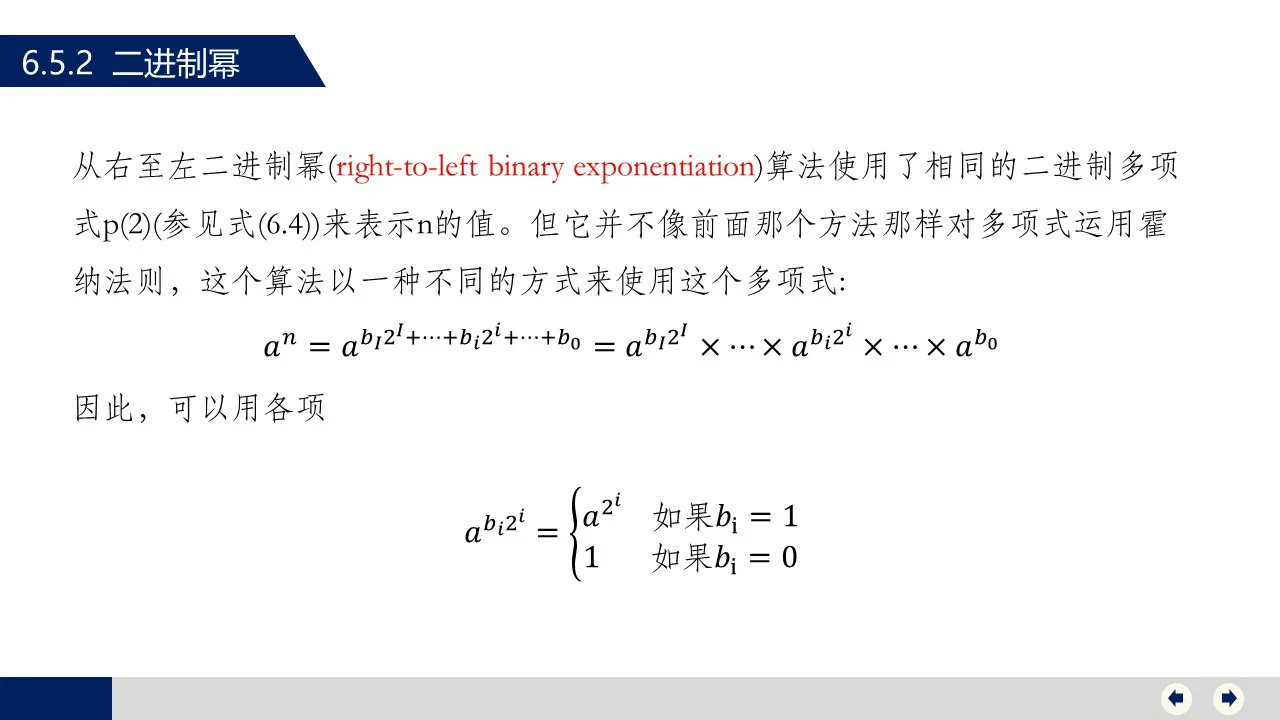 6.5.2 二进制幂
从右至左二进制幂(right-to-left binary exponentiation)算法使用了相同的二进制多项
式p(2)(参见式(6.4))来表示n的值。但它并不像前面那个方法那样对多项式运用霍
纳法则，这个算法以一种不同的方式来使用这个多项式:
$a^n = a^{b_I 2^I + \cdots + b_i 2^i + \cdots + b_0} = a^{b_I 2^I} \times \cdots \times a^{b_i 2^i} \times \cdots \times a^{b_0}$
因此，可以用各项
$a^{b_i 2^i} = \begin{cases} a^{2^i} & 如果b_i = 1 \\ 1 & 如果b_i = 0 \end{cases}$